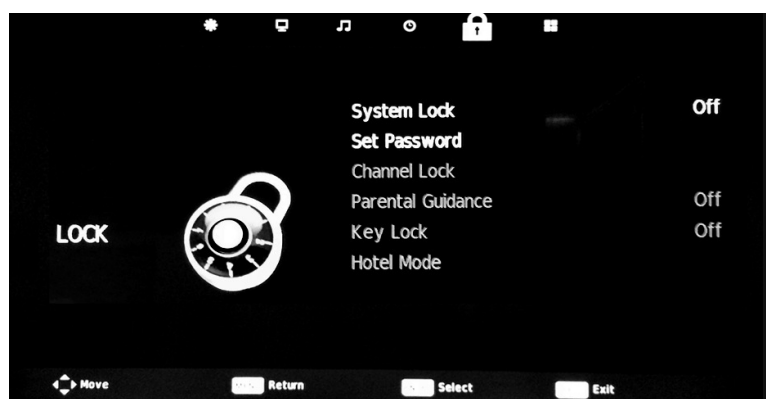 System Lock Off
Set Password
Channel Lock
Parental Guidance Off
LOCK
Key Lock Off
Hotel Mode
Move Return Select Exit